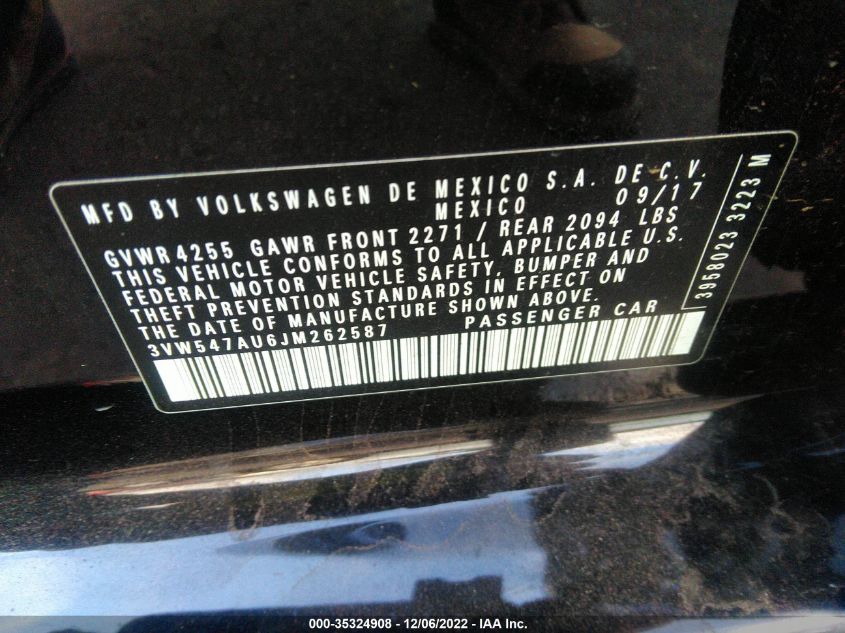 MFD BY VOLKSWAGEN DE MEXICO S.A. DE C.V.
MEXICO 09/17
GVWR 4255 GAWR FRONT 2271 / REAR 2094 LBS
THIS VEHICLE CONFORMS TO ALL APPLICABLE U.S.
FEDERAL MOTOR VEHICLE SAFETY, BUMPER AND
THEFT PREVENTION STANDARDS IN EFFECT ON
THE DATE OF MANUFACTURE SHOWN ABOVE.
3VW547AU6JM262587 PASSENGER CAR
3958023 3223 M
000-35324908 - 12/06/2022 - IAA Inc.